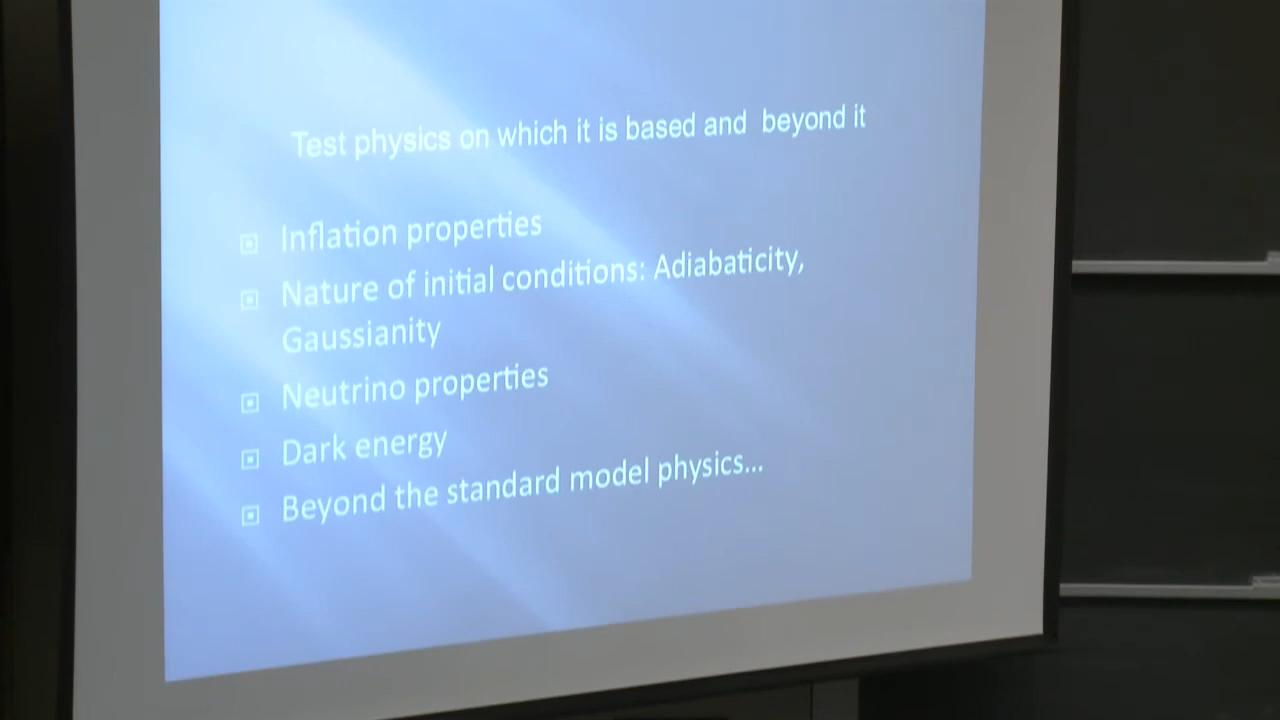 Test physics on which it is based and beyond it
Inflation properties
Nature of initial conditions: Adiabaticity,
Gaussianity
Neutrino properties
Dark energy
Beyond the standard model physics...